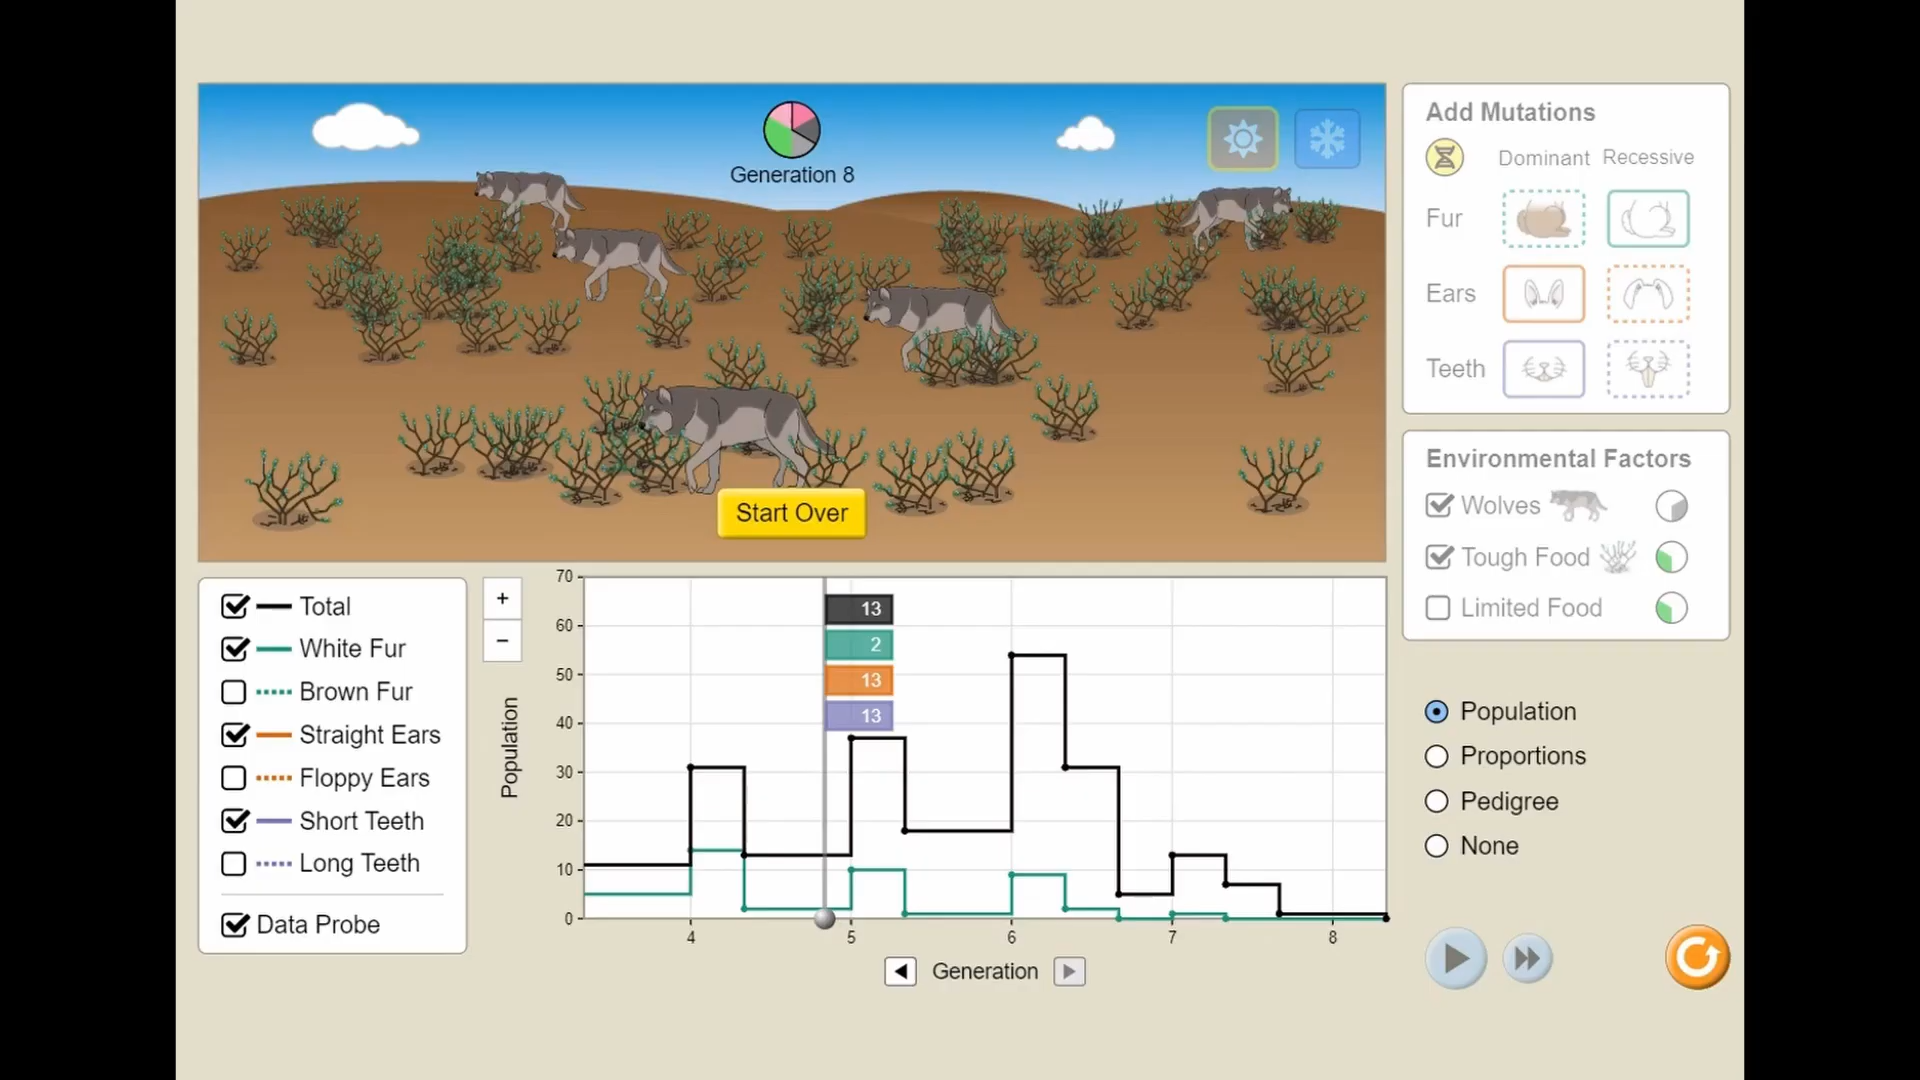 Generation 8
Start Over
Add Mutations
Dominant Recessive
Fur
Ears
Teeth
Environmental Factors
Wolves
Tough Food
Limited Food
Total
White Fur
Brown Fur
Straight Ears
Floppy Ears
Short Teeth
Long Teeth
Data Probe
+
−
Population
70
60
50
40
30
20
10
0
13
2
13
13
4 5 6 7 8
Generation
Population
Proportions
Pedigree
None